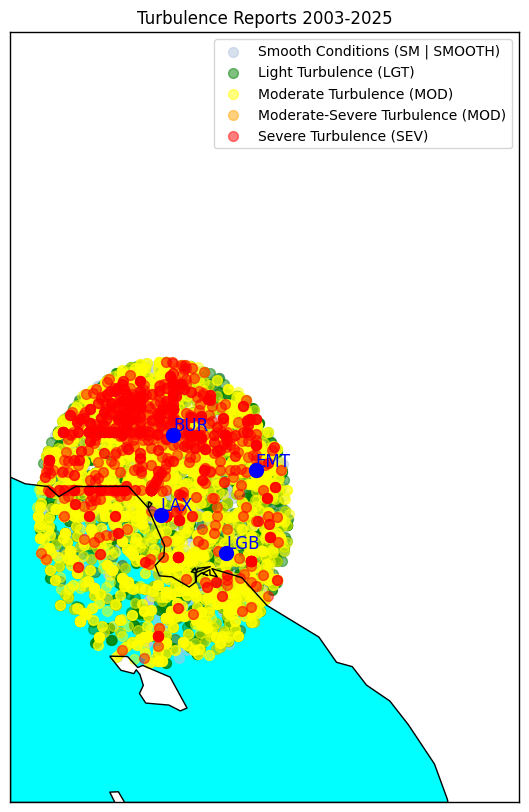 Turbulence Reports 2003-2025
Smooth Conditions (SM | SMOOTH)
Light Turbulence (LGT)
Moderate Turbulence (MOD)
Moderate-Severe Turbulence (MOD)
Severe Turbulence (SEV)
BUR
EMT
LAX
LGB